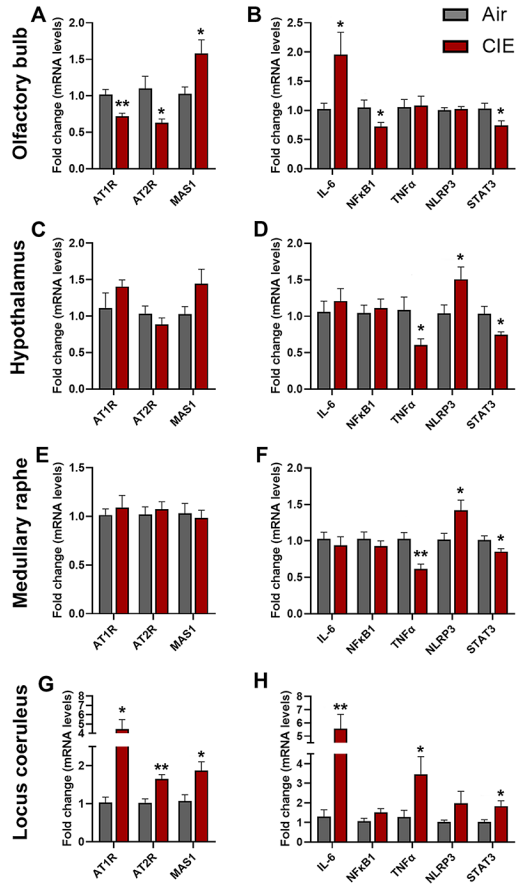 Air
CIE
Olfactory bulb
A
Fold change (mRNA levels)
2.0
1.5
1.0
0.5
0.0
**
*
*
AT1R
AT2R
MAS1
B
Fold change (mRNA levels)
2.5
2.0
1.5
1.0
0.5
0.0
*
*
*
IL-6
NFκB1
TNFα
NLRP3
STAT3
Hypothalamus
C
Fold change (mRNA levels)
2.0
1.5
1.0
0.5
0.0
AT1R
AT2R
MAS1
D
Fold change (mRNA levels)
2.0
1.5
1.0
0.5
0.0
*
*
*
IL-6
NFκB1
TNFα
NLRP3
STAT3
Medullary raphe
E
Fold change (mRNA levels)
1.5
1.0
0.5
0.0
AT1R
AT2R
MAS1
F
Fold change (mRNA levels)
2.0
1.5
1.0
0.5
0.0
**
*
*
IL-6
NFκB1
TNFα
NLRP3
STAT3
Locus coeruleus
G
Fold change (mRNA levels)
8
7
6
5
4
3
2
1
0
*
**
*
AT1R
AT2R
MAS1
H
Fold change (mRNA levels)
8
7
6
5
4
2
0
**
*
*
IL-6
NFκB1
TNFα
NLRP3
STAT3